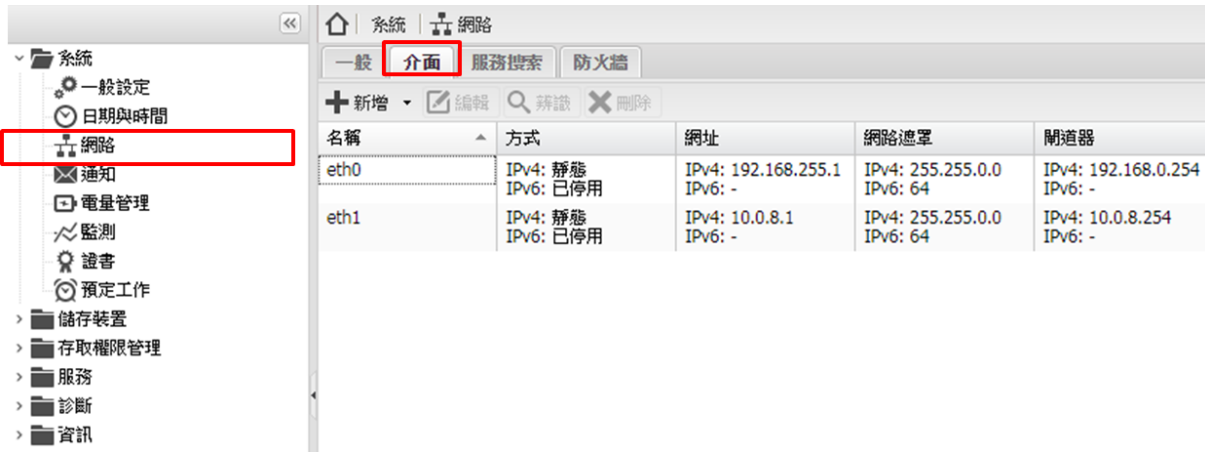 系統
網路
系統
一般設定
日期與時間
網路
通知
電量管理
監測
證書
預定工作
儲存裝置
存取權限管理
服務
診斷
資訊
一般 介面 服務搜索 防火牆
新增 編輯 辨識 刪除
名稱 方式 網址 網路遮罩 閘道器
eth0 IPv4: 靜態 IPv4: 192.168.255.1 IPv4: 255.255.0.0 IPv4: 192.168.0.254
IPv6: 已停用 IPv6: - IPv6: 64 IPv6: -
eth1 IPv4: 靜態 IPv4: 10.0.8.1 IPv4: 255.255.0.0 IPv4: 10.0.8.254
IPv6: 已停用 IPv6: - IPv6: 64 IPv6: -